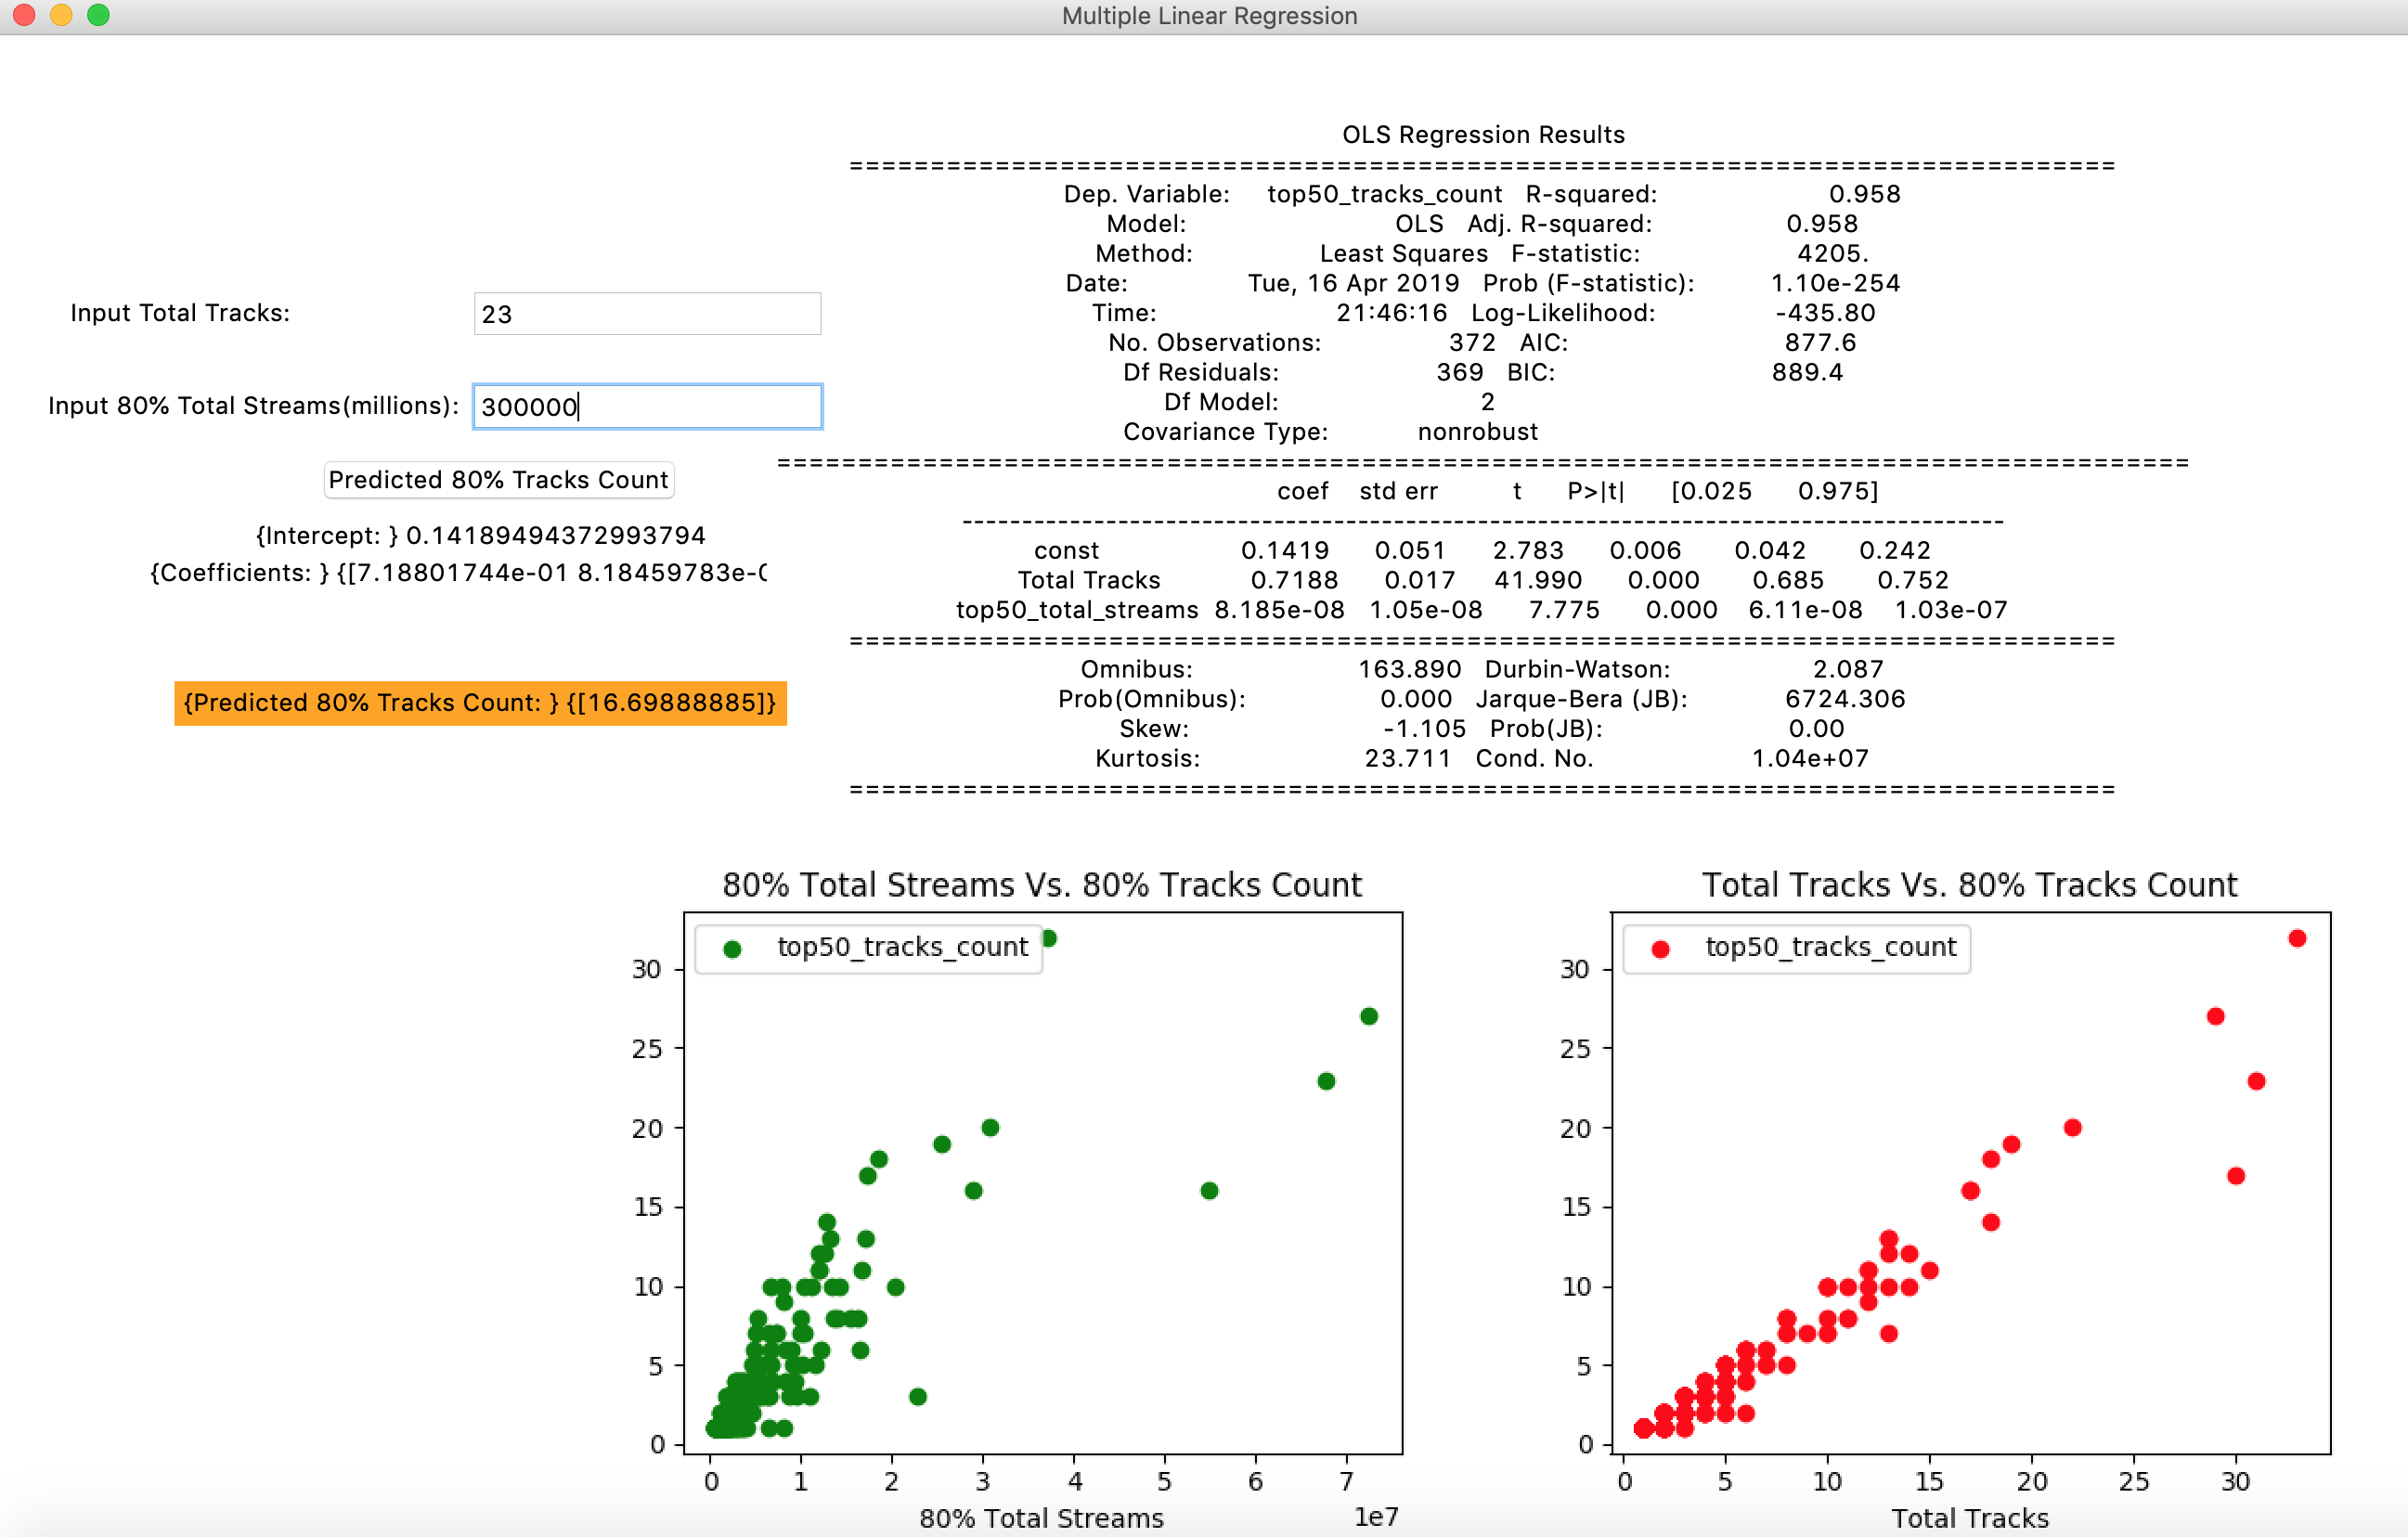 Multiple Linear Regression
Input Total Tracks:
23
Input 80% Total Streams(millions):
300000
Predicted 80% Tracks Count
{Intercept: } 0.14189494372993794
{Coefficients: } {[7.18801744e-01 8.18459783e-
{Predicted 80% Tracks Count: } {[16.69888885]}
OLS Regression Results
==============================================================================
Dep. Variable: top50_tracks_count R-squared: 0.958
Model: OLS Adj. R-squared: 0.958
Method: Least Squares F-statistic: 4205.
Date: Tue, 16 Apr 2019 Prob (F-statistic): 1.10e-254
Time: 21:46:16 Log-Likelihood: -435.80
No. Observations: 372 AIC: 877.6
Df Residuals: 369 BIC: 889.4
Df Model: 2
Covariance Type: nonrobust
=======================================================================================
coef std err t P>|t| [0.025 0.975]
---------------------------------------------------------------------------------------
const 0.1419 0.051 2.783 0.006 0.042 0.242
Total Tracks 0.7188 0.017 41.990 0.000 0.685 0.752
top50_total_streams 8.185e-08 1.05e-08 7.775 0.000 6.11e-08 1.03e-07
==============================================================================
Omnibus: 163.890 Durbin-Watson: 2.087
Prob(Omnibus): 0.000 Jarque-Bera (JB): 6724.306
Skew: -1.105 Prob(JB): 0.00
Kurtosis: 23.711 Cond. No. 1.04e+07
==============================================================================
80% Total Streams Vs. 80% Tracks Count
top50_tracks_count
30
25
20
15
10
5
0
0 1 2 3 4 5 6 7
80% Total Streams 1e7
Total Tracks Vs. 80% Tracks Count
top50_tracks_count
30
25
20
15
10
5
0
0 5 10 15 20 25 30
Total Tracks